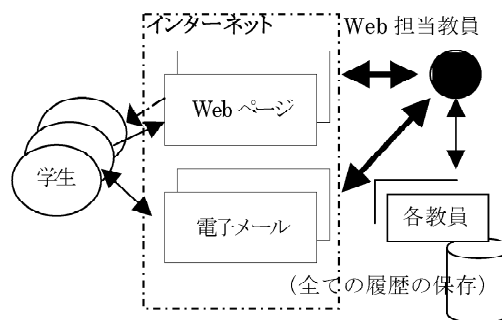 インターネット
Web 担当教員
Web ページ
学生
電子メール
各教員
(全ての履歴の保存)